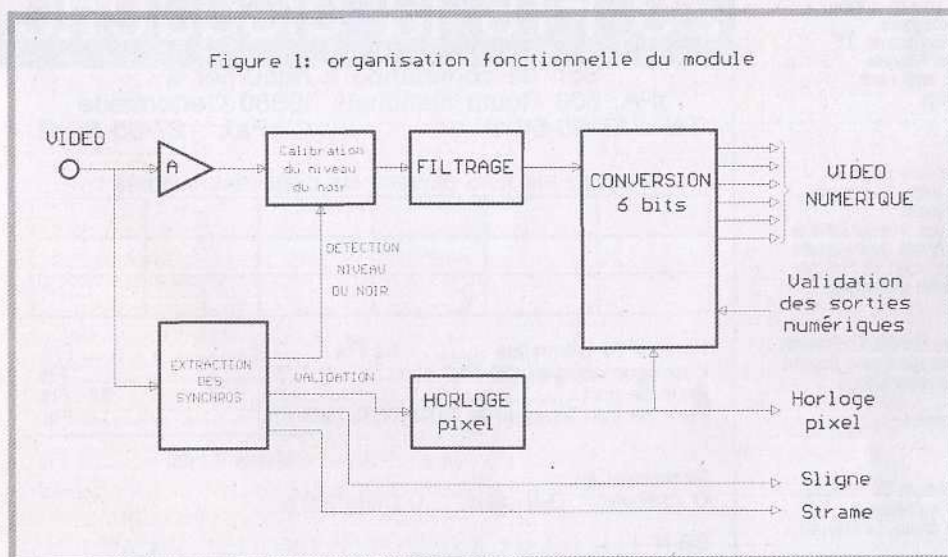 Figure 1: organisation fonctionnelle du module
VIDEO
A
Calibration
du niveau
du noir
FILTRAGE
CONVERSION
6 bits
VIDEO
NUMERIQUE
DETECTION
NIVEAU
DU NOIR
Validation
des sorties
numériques
EXTRACTION
DES
SYNCHROS
VALIDATION
HORLOGE
pixel
Horloge
pixel
Sligne
Strame